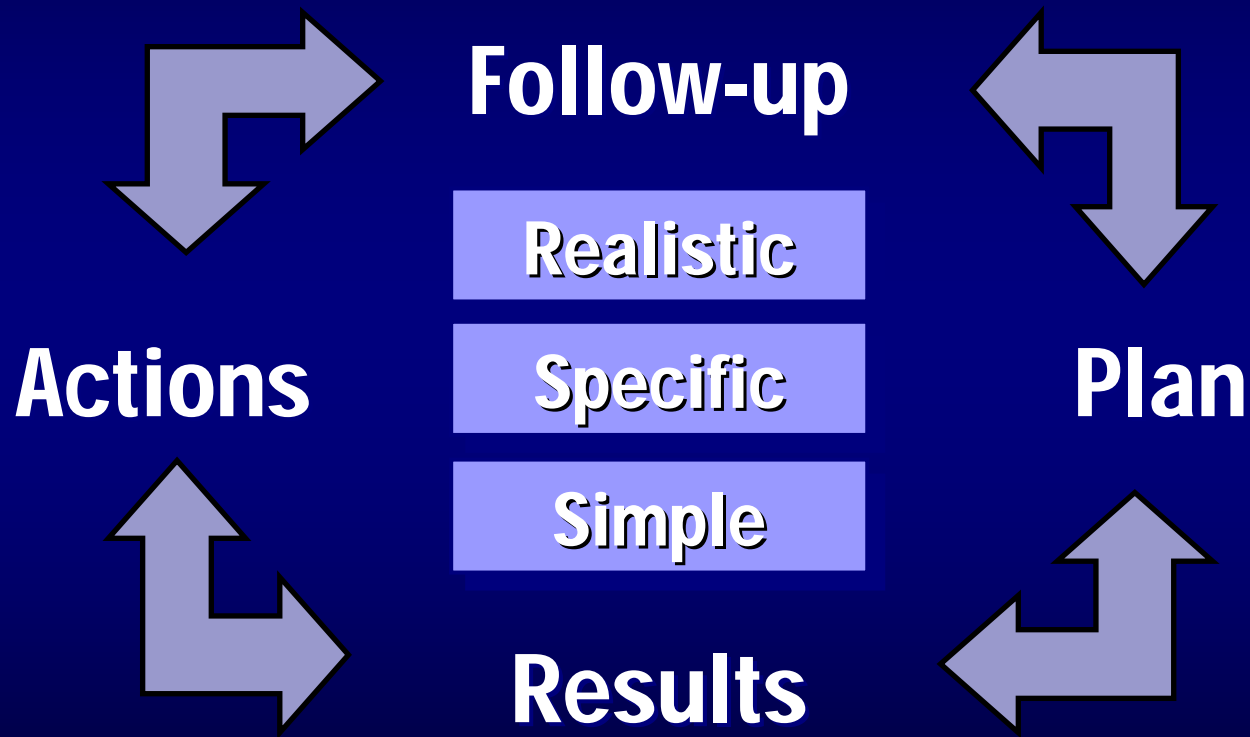 Follow-up
Realistic
Specific
Simple
Actions
Plan
Results